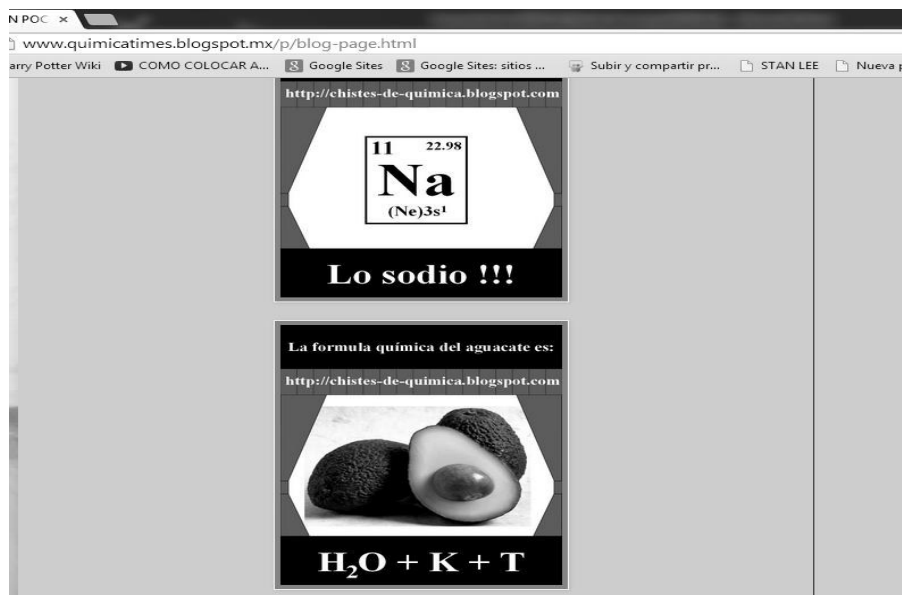 N POC ×
www.quimicatimes.blogspot.mx/p/blog-page.html
arry Potter Wiki COMO COLOCAR A... 8 Google Sites 8 Google Sites: sitios ... Subir y compartir pr... STAN LEE Nueva p
http://chistes-de-quimica.blogspot.com
11 22.98
Na
(Ne)3s¹
Lo sodio !!!
La formula química del aguacate es:
http://chistes-de-quimica.blogspot.com
H₂O + K + T